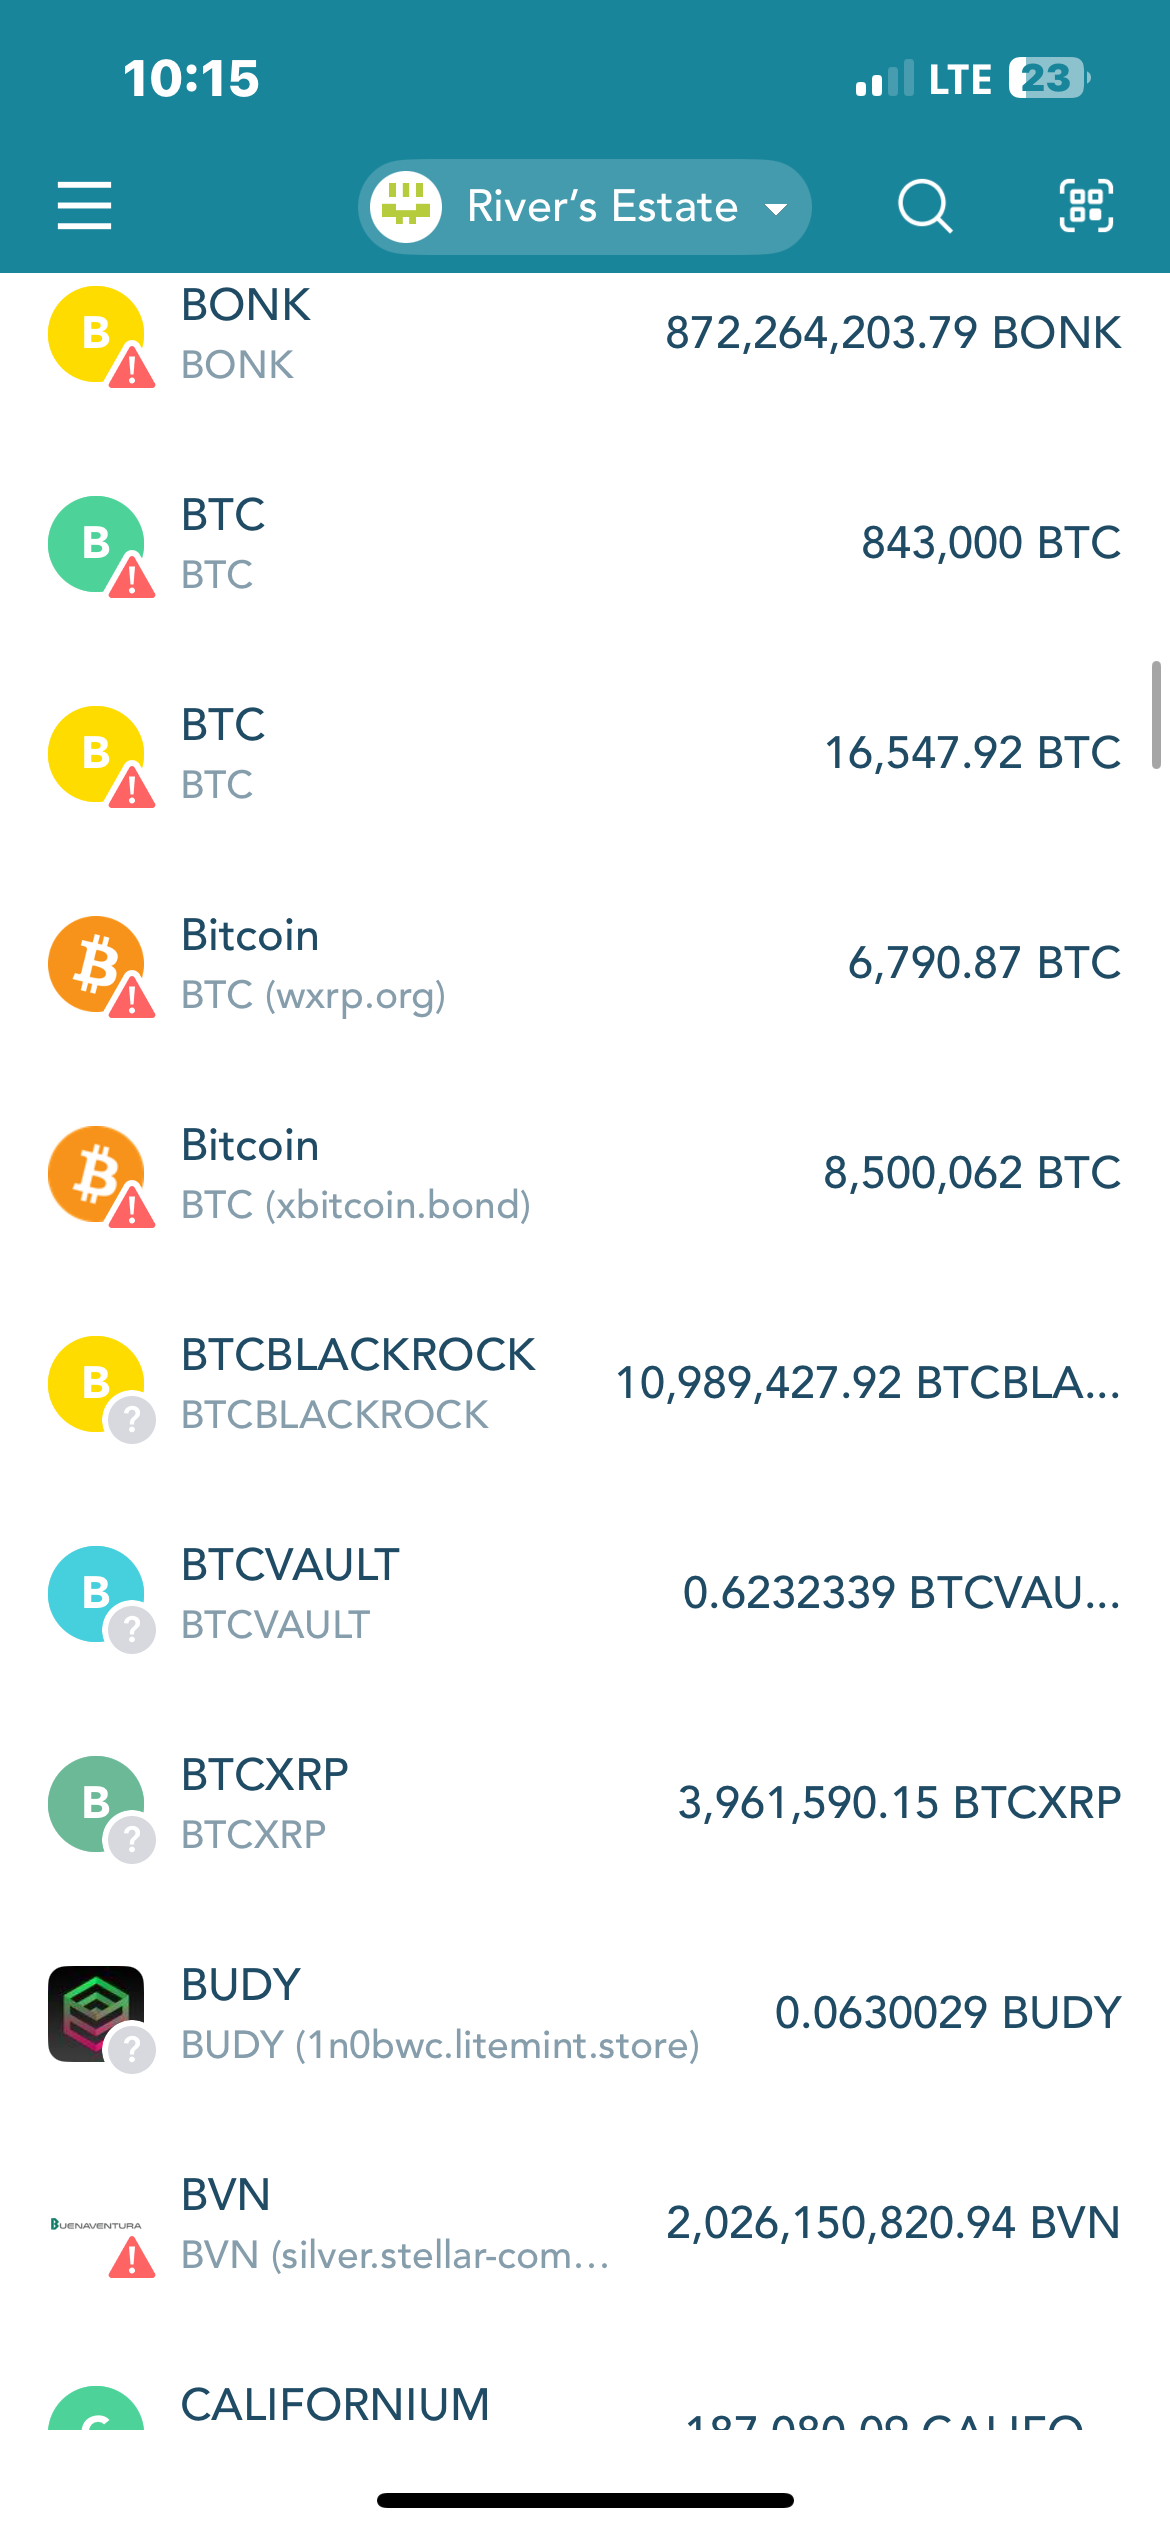 10:15
LTE 23
River’s Estate
BONK
872,264,203.79 BONK
BONK
B
BTC
843,000 BTC
BTC
B
BTC
16,547.92 BTC
BTC
B
Bitcoin
6,790.87 BTC
BTC (wxrp.org)
Bitcoin
8,500,062 BTC
BTC (xbitcoin.bond)
BTCBLACKROCK
10,989,427.92 BTCBLA...
BTCBLACKROCK
B
BTCVAULT
0.6232339 BTCVAU...
BTCVAULT
B
BTCXRP
3,961,590.15 BTCXRP
BTCXRP
B
BUDY
0.0630029 BUDY
BUDY (1n0bwc.litemint.store)
BVN
2,026,150,820.94 BVN
BUENAVENTURA
BVN (silver.stellar-com...
CALIFORNIUM